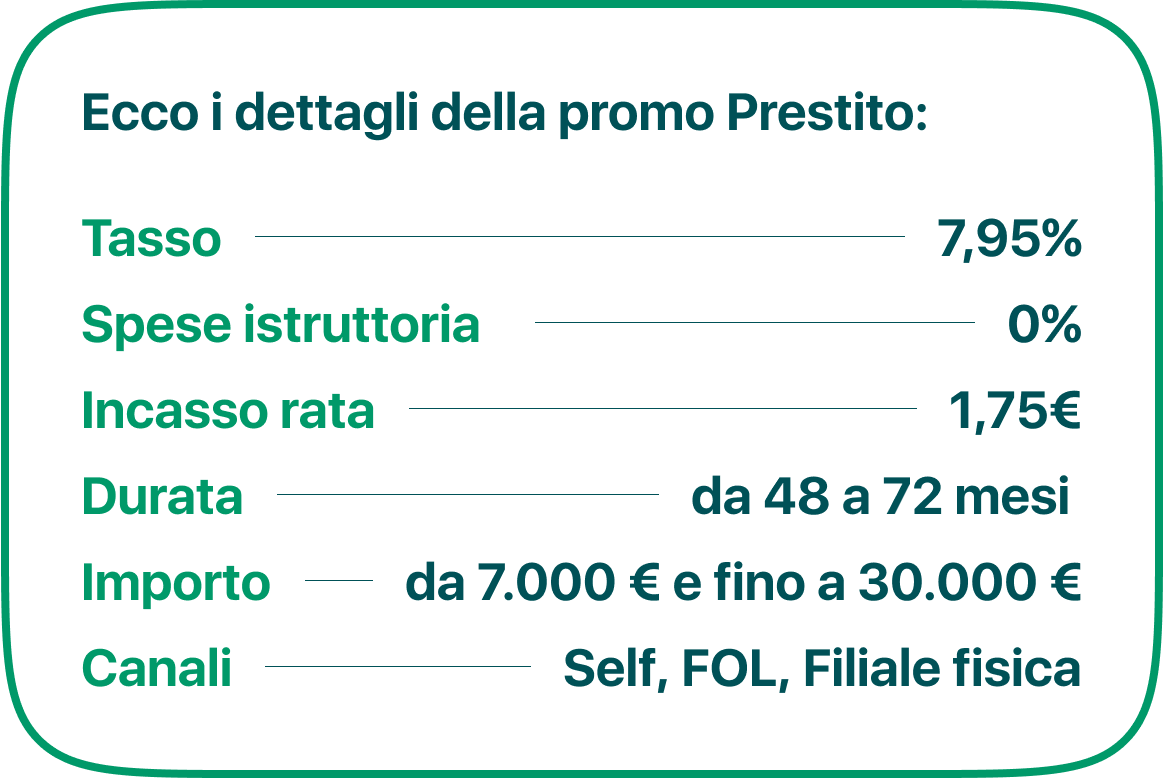 Ecco i dettagli della promo Prestito:
Tasso 7,95%
Spese istruttoria 0%
Incasso rata 1,75€
Durata da 48 a 72 mesi
Importo da 7.000 € e fino a 30.000 €
Canali Self, FOL, Filiale fisica